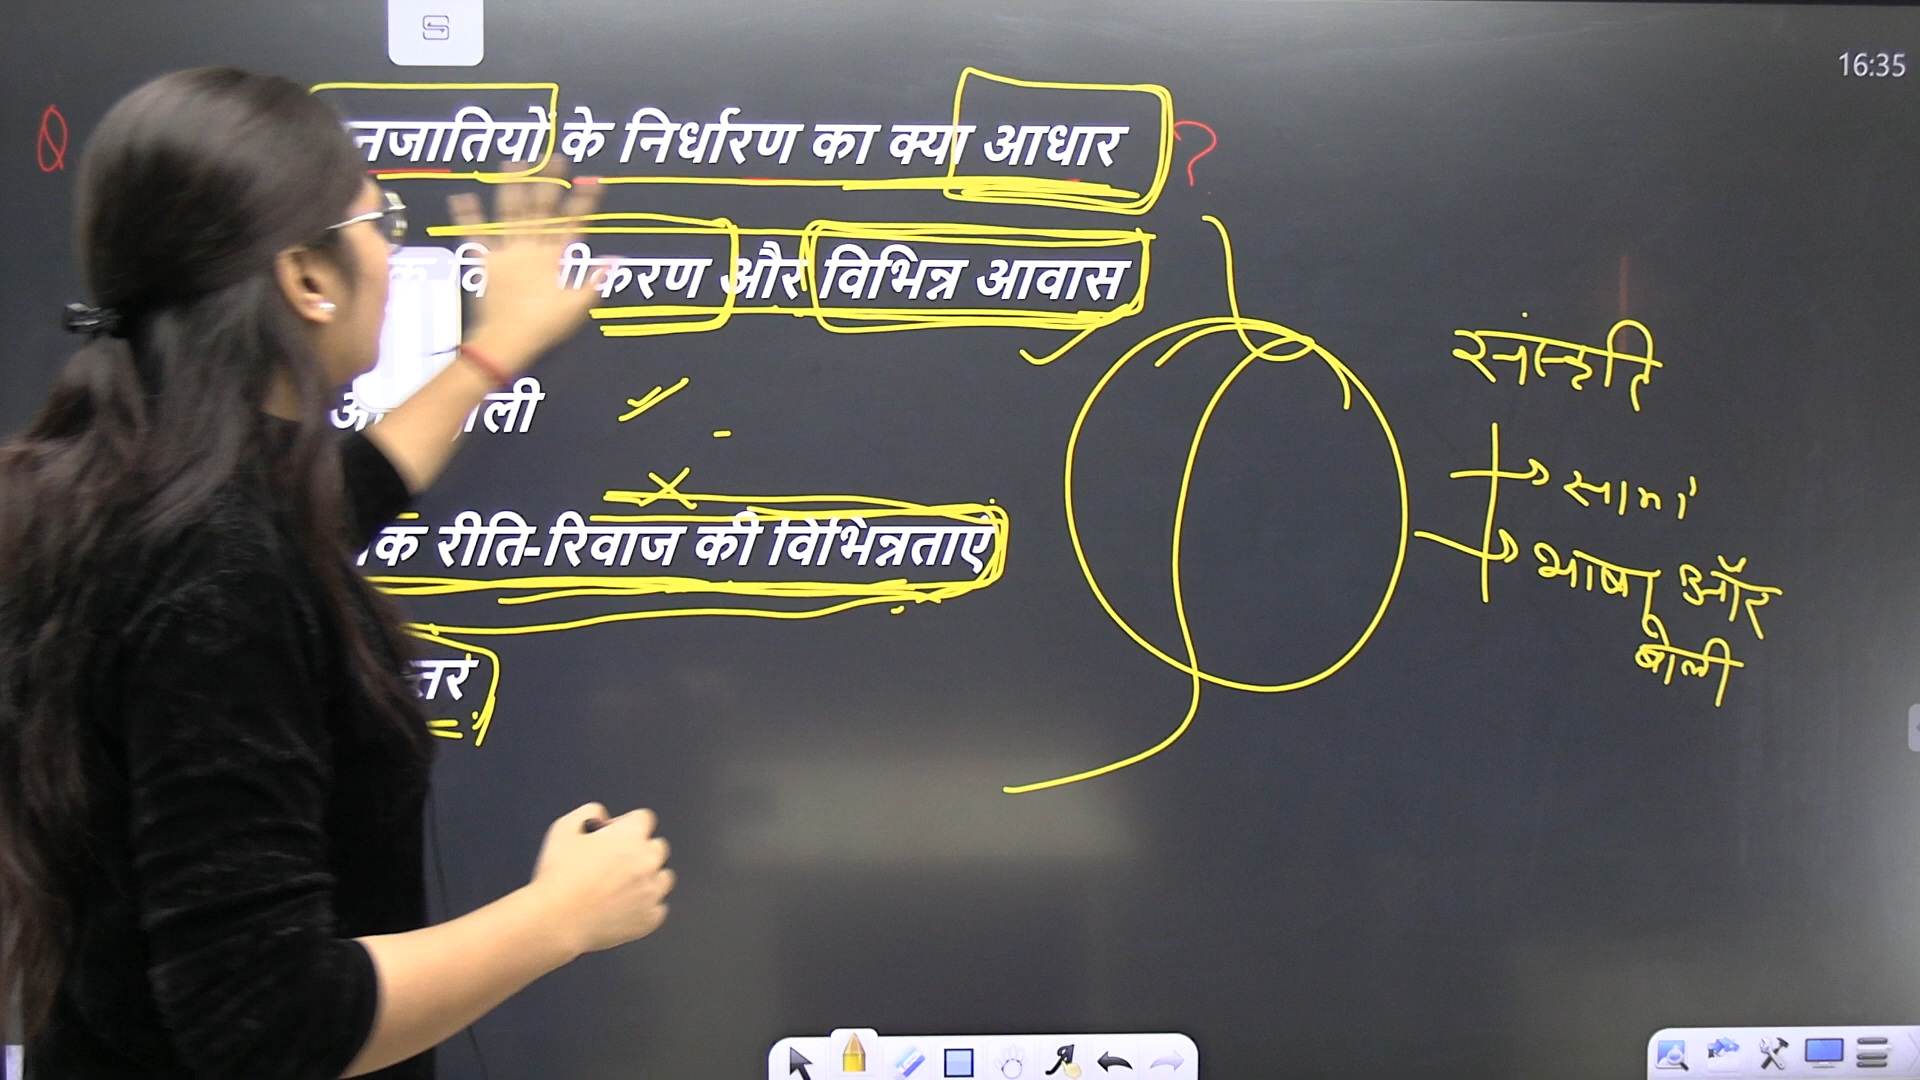 16:35
Q. नजातियों के निर्धारण का क्या आधार ?
करण और विभिन्न आवास
ली
क रीति-रिवाज की विभिन्नताएं
तर
संस्कृति
→ सामा
→ भाषा और
बोली